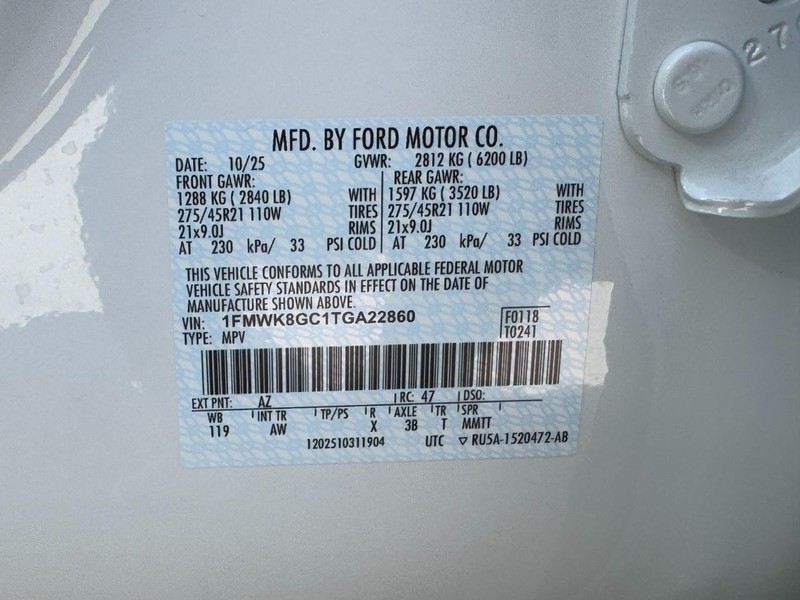 270
MFD. BY FORD MOTOR CO.
DATE: 10/25 GVWR: 2812 KG ( 6200 LB)
FRONT GAWR: REAR GAWR:
1288 KG ( 2840 LB) WITH 1597 KG ( 3520 LB) WITH
275/45R21 110W TIRES 275/45R21 110W TIRES
21x9.0J RIMS 21x9.0J RIMS
AT 230 kPa/ 33 PSI COLD AT 230 kPa/ 33 PSI COLD
THIS VEHICLE CONFORMS TO ALL APPLICABLE FEDERAL MOTOR
VEHICLE SAFETY STANDARDS IN EFFECT ON THE DATE OF
MANUFACTURE SHOWN ABOVE.
VIN: 1FMWK8GC1TGA22860 F0118
TYPE: MPV T0241
EXT PNT: AZ RC: 47 DSO:
WB INT TR TP/PS R AXLE TR SPR
119 AW X 3B T MMTT
1202510311904 UTC ▽ RU5A-1520472-AB